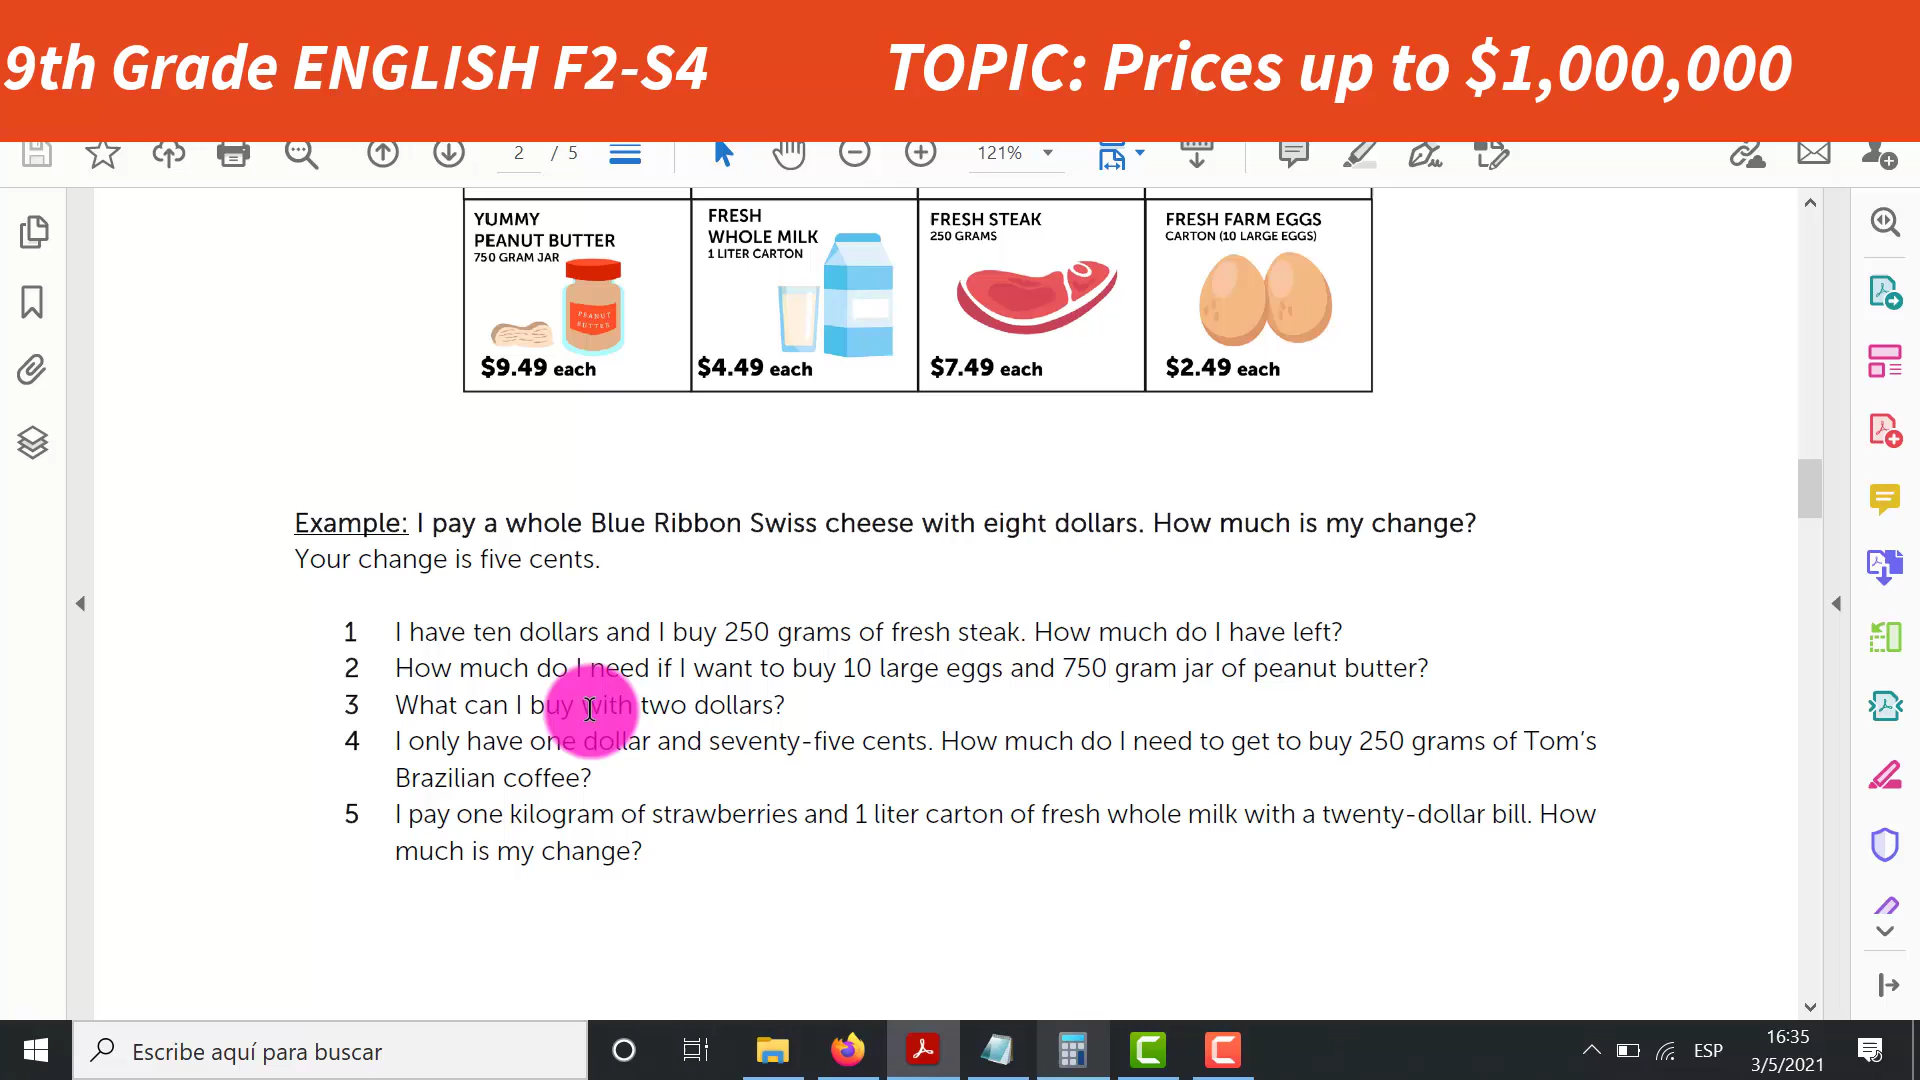 9th Grade ENGLISH F2-S4 TOPIC: Prices up to $1,000,000
2 / 5 121%
YUMMY
PEANUT BUTTER
750 GRAM JAR
PEANUT
BUTTER
$9.49 each
FRESH
WHOLE MILK
1 LITER CARTON
$4.49 each
FRESH STEAK
250 GRAMS
$7.49 each
FRESH FARM EGGS
CARTON (10 LARGE EGGS)
$2.49 each
Example: I pay a whole Blue Ribbon Swiss cheese with eight dollars. How much is my change?
Your change is five cents.
1 I have ten dollars and I buy 250 grams of fresh steak. How much do I have left?
2 How much do I need if I want to buy 10 large eggs and 750 gram jar of peanut butter?
3 What can I buy with two dollars?
4 I only have one dollar and seventy-five cents. How much do I need to get to buy 250 grams of Tom's
Brazilian coffee?
5 I pay one kilogram of strawberries and 1 liter carton of fresh whole milk with a twenty-dollar bill. How
much is my change?
Escribe aquí para buscar
ESP
16:35
3/5/2021